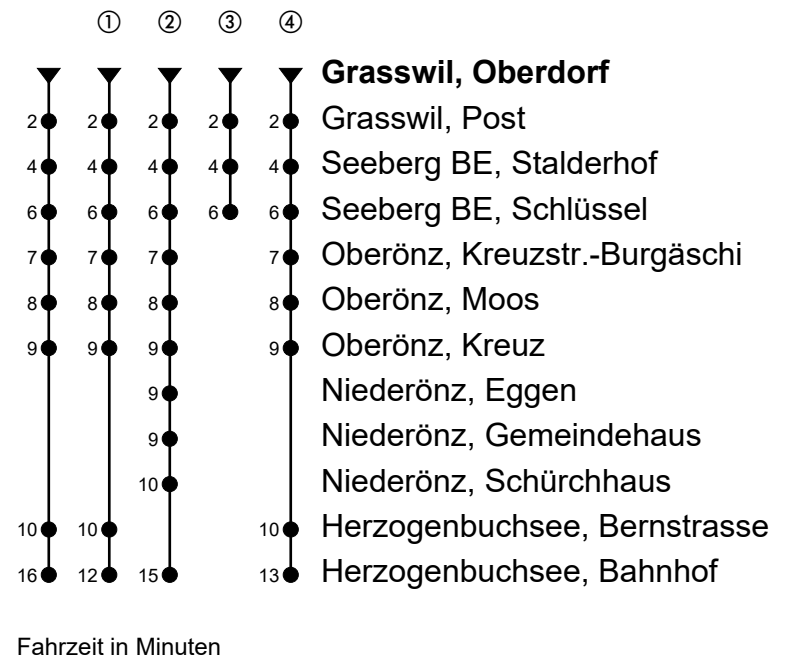 ① ② ③ ④
Grasswil, Oberdorf
2 2 2 2 2 Grasswil, Post
4 4 4 4 4 Seeberg BE, Stalderhof
6 6 6 6 6 Seeberg BE, Schlüssel
7 7 7 7 Oberönz, Kreuzstr.-Burgäschi
8 8 8 8 Oberönz, Moos
9 9 9 9 Oberönz, Kreuz
9 Niederönz, Eggen
9 Niederönz, Gemeindehaus
10 Niederönz, Schürchhaus
10 10 10 Herzogenbuchsee, Bernstrasse
16 12 15 13 Herzogenbuchsee, Bahnhof
Fahrzeit in Minuten